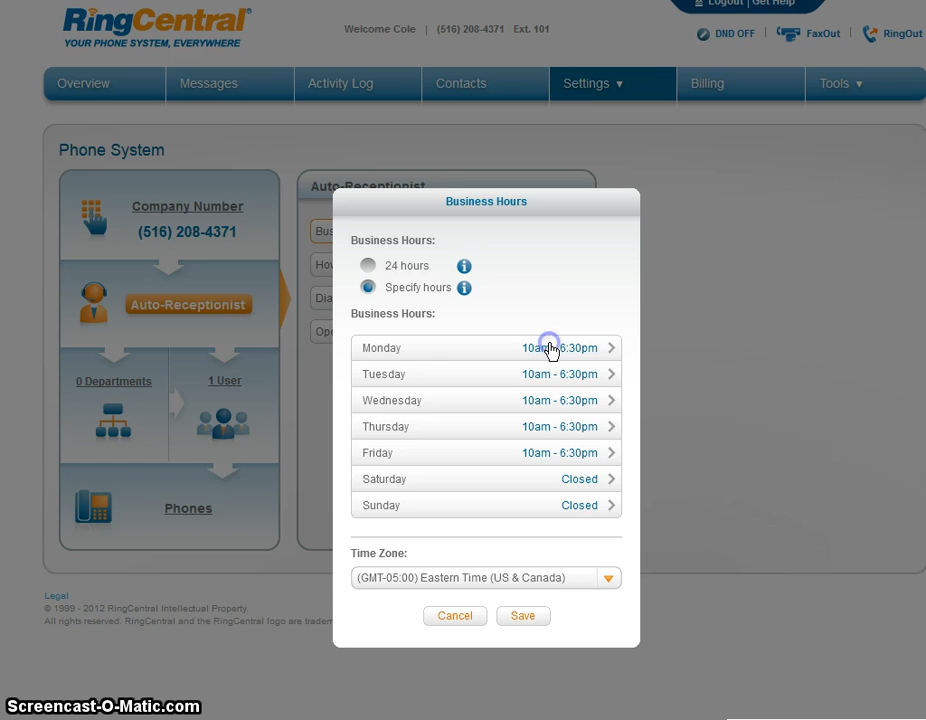 Logout | Get Help
RingCentral®
YOUR PHONE SYSTEM, EVERYWHERE
Welcome Cole | (516) 208-4371 Ext. 101
DND OFF | FaxOut | RingOut
Overview Messages Activity Log Contacts Settings ▼ Billing Tools ▼
Phone System
Company Number
(516) 208-4371
Auto-Receptionist
0 Departments
1 User
Phones
Auto-Receptionist
Bus
Ho
Dia
Ope
Business Hours
Business Hours:
24 hours
Specify hours
Business Hours:
Monday 10am - 6:30pm
Tuesday 10am - 6:30pm
Wednesday 10am - 6:30pm
Thursday 10am - 6:30pm
Friday 10am - 6:30pm
Saturday Closed
Sunday Closed
Time Zone:
(GMT-05:00) Eastern Time (US & Canada)
Cancel Save
Legal
© 1999 - 2012 RingCentral Intellectual Property.
All rights reserved. RingCentral and the RingCentral logo are tradem
Screencast-O-Matic.com